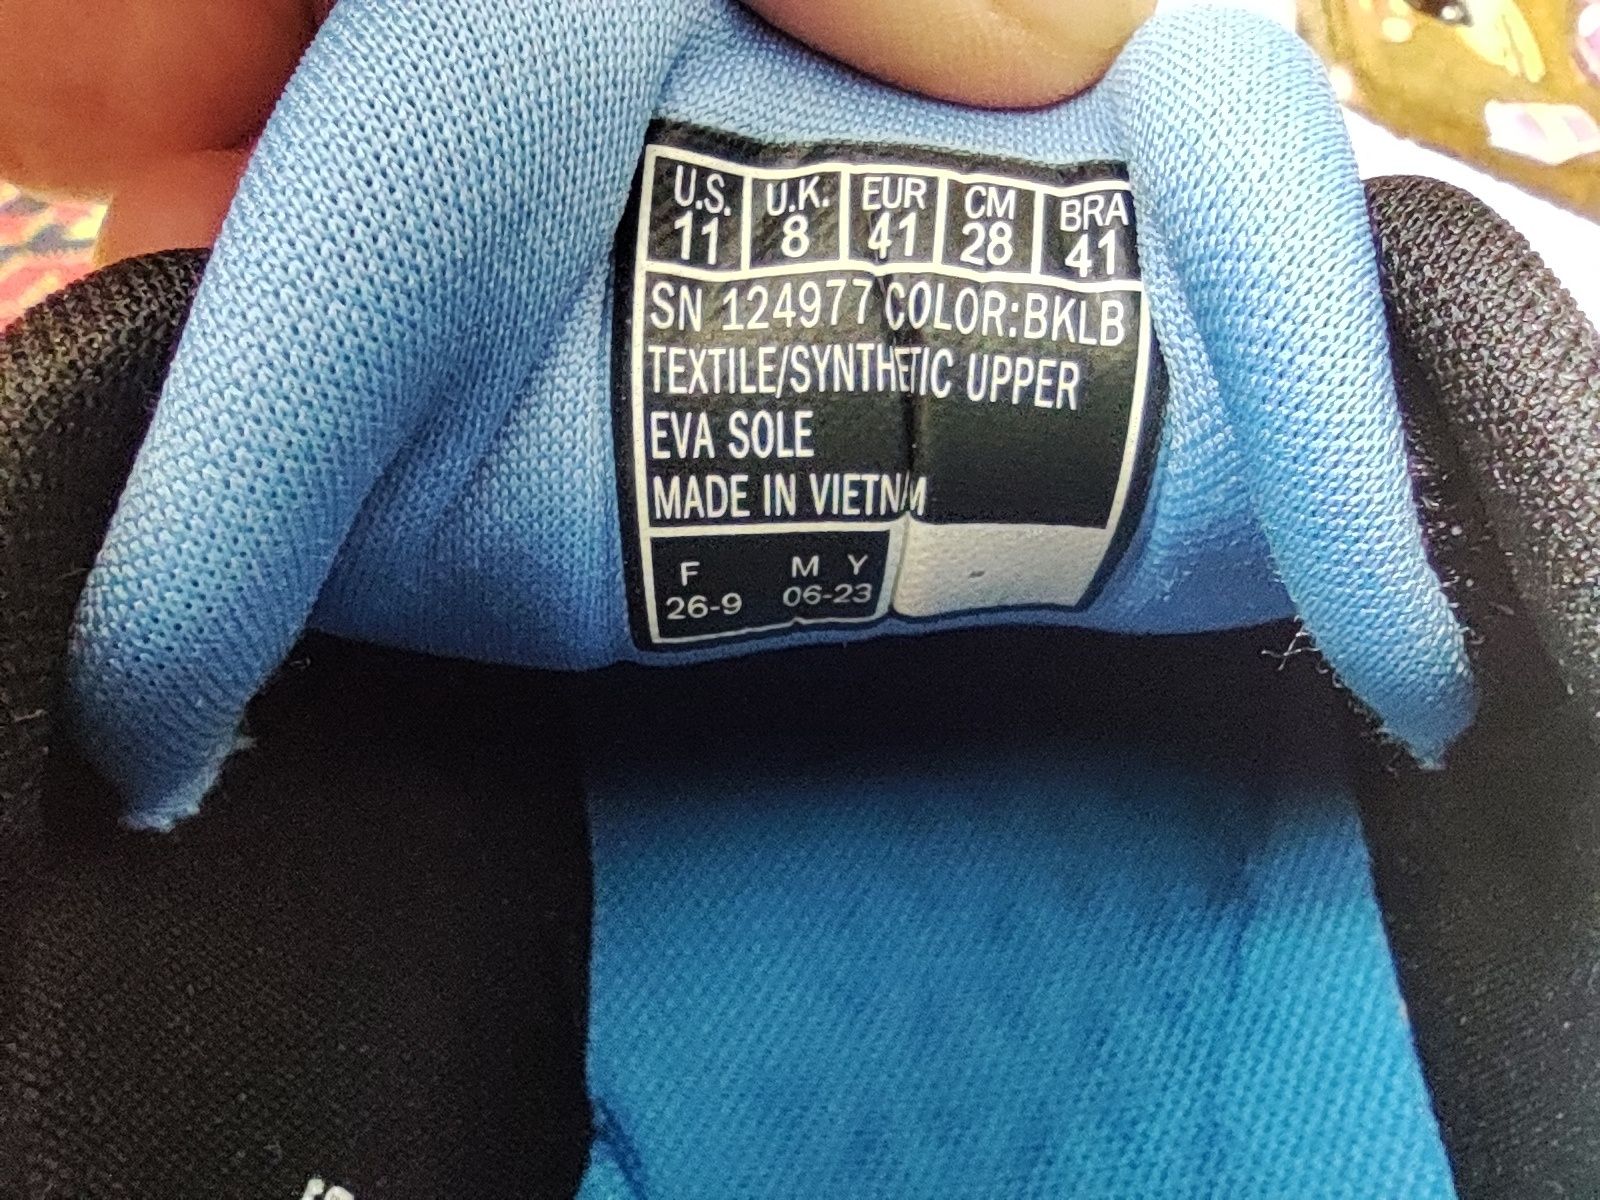 U.S. U.K. EUR CM BRA
11 8 41 28 41
SN 124977 COLOR:BKLB
TEXTILE/SYNTHETIC UPPER
EVA SOLE
MADE IN VIETNAM
F M Y
26-9 06-23